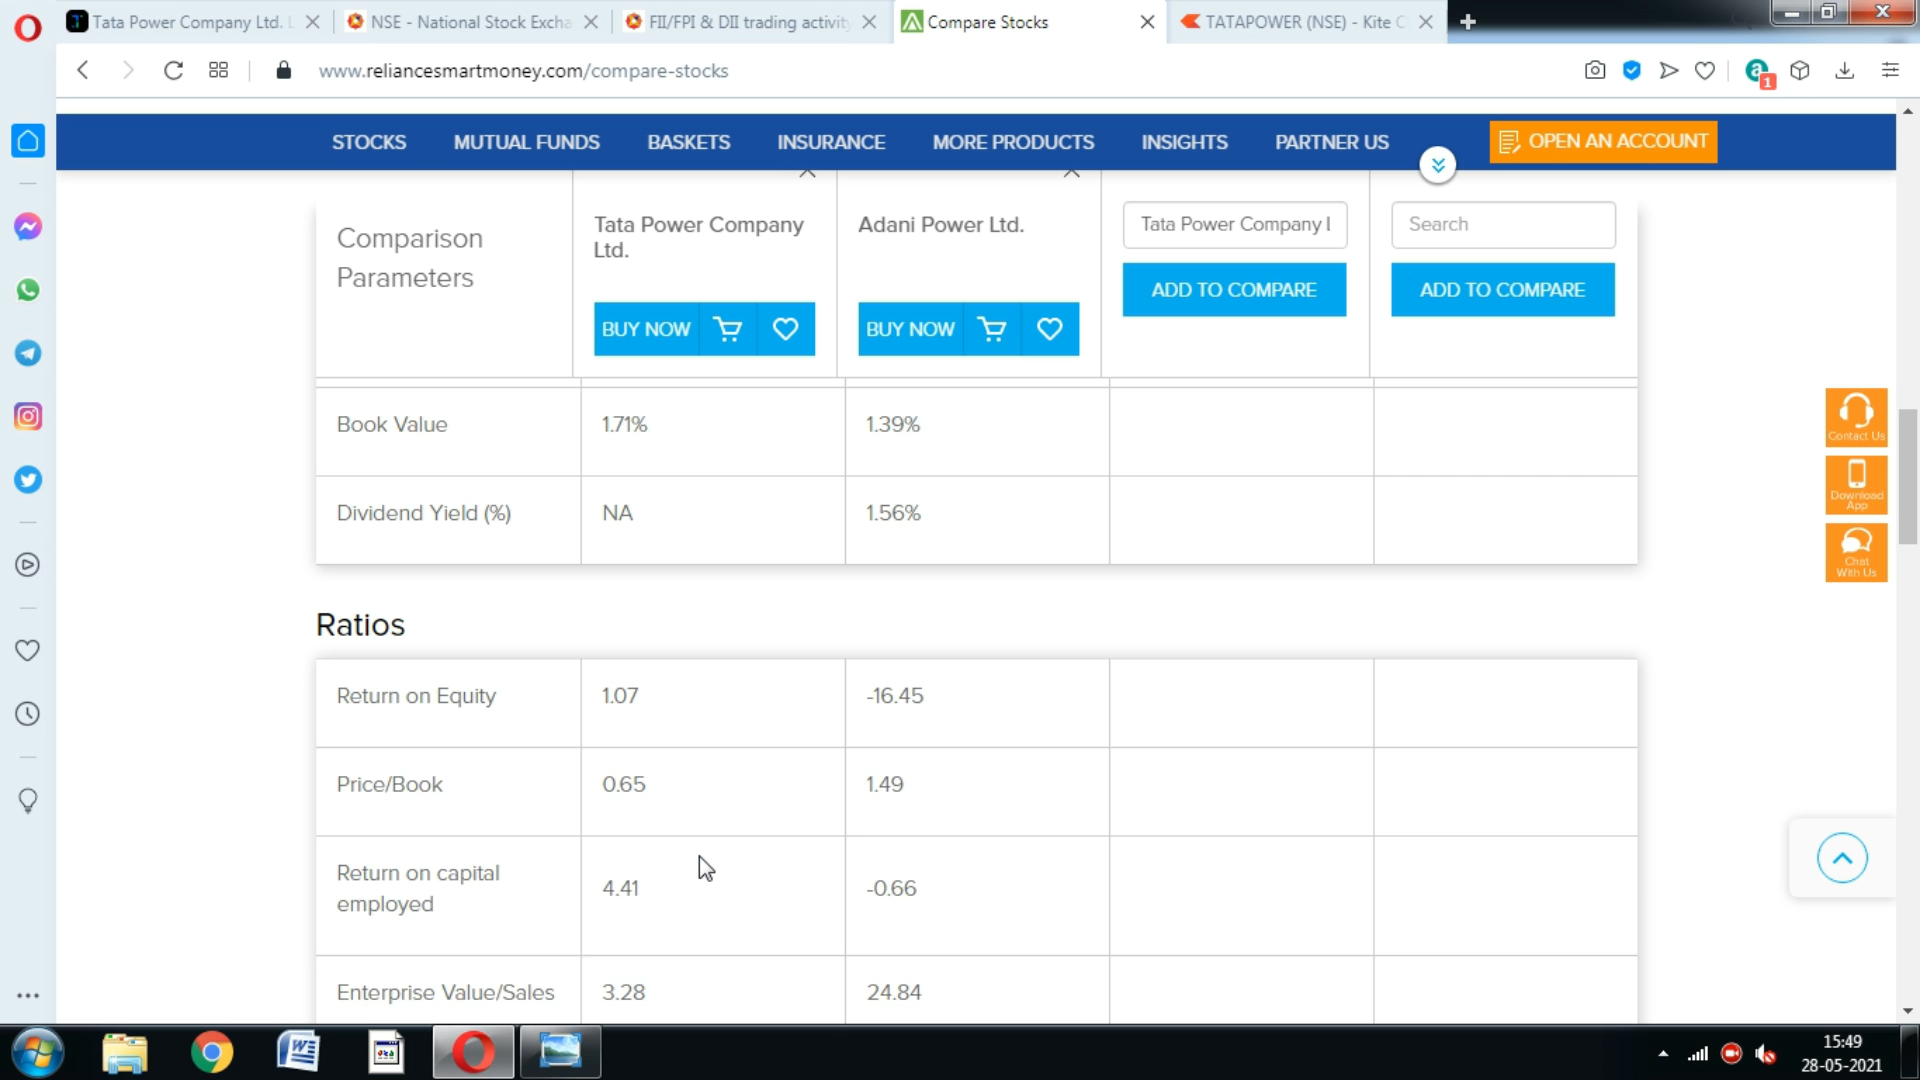 Tata Power Company Ltd. L
NSE - National Stock Excha
FII/FPI & DII trading activity
Compare Stocks
TATAPOWER (NSE) - Kite C
www.reliancesmartmoney.com/compare-stocks
1
STOCKS MUTUAL FUNDS BASKETS INSURANCE MORE PRODUCTS INSIGHTS PARTNER US OPEN AN ACCOUNT
Comparison
Parameters
Tata Power Company
Ltd.
BUY NOW
Adani Power Ltd.
BUY NOW
Tata Power Company l
ADD TO COMPARE
Search
ADD TO COMPARE
Book Value 1.71% 1.39%
Dividend Yield (%) NA 1.56%
Contact Us
Download
App
Chat
With Us
Ratios
Return on Equity 1.07 -16.45
Price/Book 0.65 1.49
Return on capital
employed 4.41 -0.66
Enterprise Value/Sales 3.28 24.84
15:49
28-05-2021